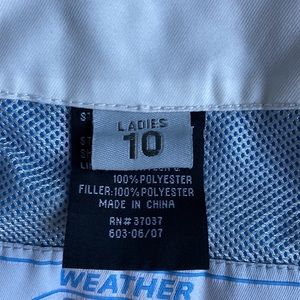 LADIES
10
100%POLYESTER
FILLER:100%POLYESTER
MADE IN CHINA
RN#37037
603-06/07
WEATHER